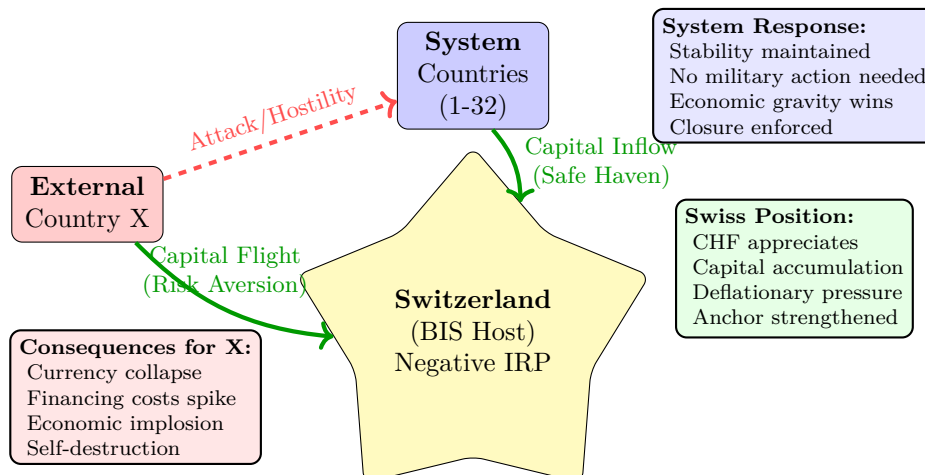 System
Countries
(1-32)
System Response:
Stability maintained
No military action needed
Economic gravity wins
Closure enforced
Attack/Hostility
Capital Inflow
(Safe Haven)
External
Country X
Capital Flight
(Risk Aversion)
Swiss Position:
CHF appreciates
Capital accumulation
Deflationary pressure
Anchor strengthened
Switzerland
(BIS Host)
Negative IRP
Consequences for X:
Currency collapse
Financing costs spike
Economic implosion
Self-destruction